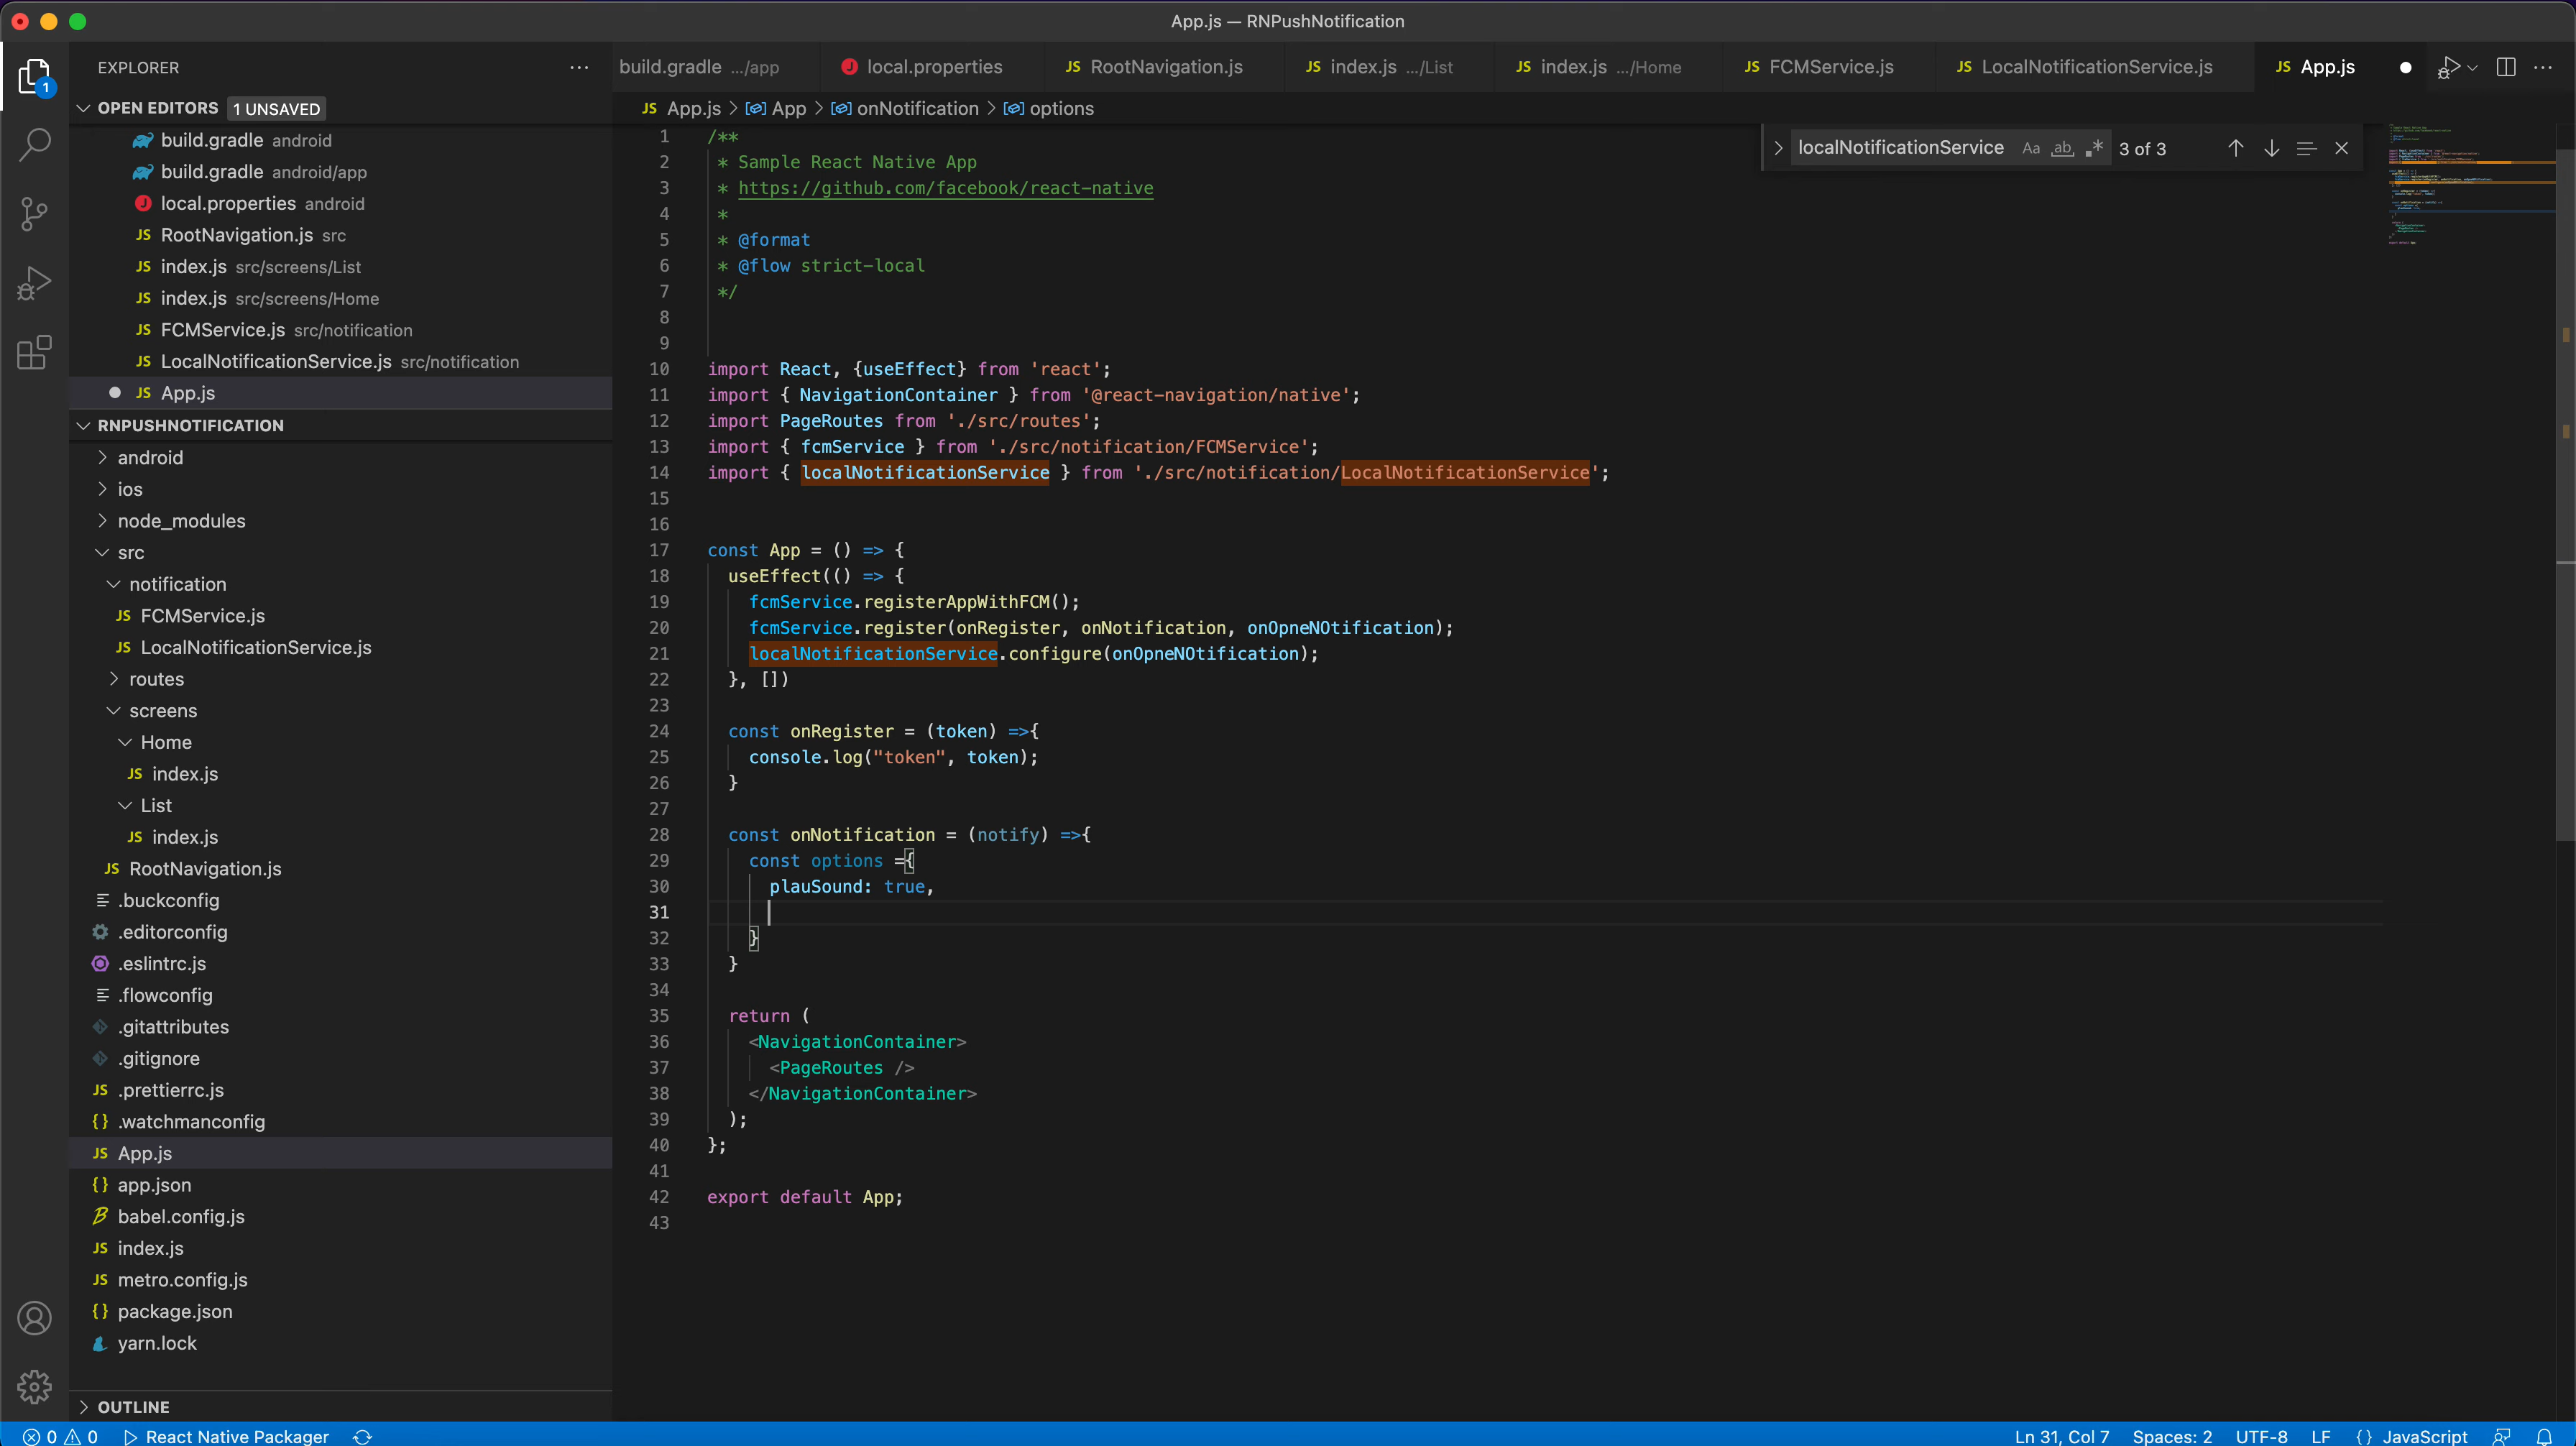 App.js — RNPushNotification
EXPLORER
OPEN EDITORS 1 UNSAVED
build.gradle android
build.gradle android/app
local.properties android
RootNavigation.js src
index.js src/screens/List
index.js src/screens/Home
FCMService.js src/notification
LocalNotificationService.js src/notification
App.js
RNPUSHNOTIFICATION
android
ios
node_modules
src
notification
FCMService.js
LocalNotificationService.js
routes
screens
Home
index.js
List
index.js
RootNavigation.js
.buckconfig
.editorconfig
.eslintrc.js
.flowconfig
.gitattributes
.gitignore
.prettierrc.js
.watchmanconfig
App.js
app.json
babel.config.js
index.js
metro.config.js
package.json
yarn.lock
OUTLINE
build.gradle .../app local.properties JS RootNavigation.js JS index.js .../List JS index.js .../Home JS FCMService.js JS LocalNotificationService.js JS App.js
JS App.js > App > onNotification > options
localNotificationService Aa ab 3 of 3
1 /**
2 * Sample React Native App
3 * https://github.com/facebook/react-native
4 *
5 * @format
6 * @flow strict-local
7 */
8
9
10 import React, {useEffect} from 'react';
11 import { NavigationContainer } from '@react-navigation/native';
12 import PageRoutes from './src/routes';
13 import { fcmService } from './src/notification/FCMService';
14 import { localNotificationService } from './src/notification/LocalNotificationService';
15
16
17 const App = () => {
18 useEffect(() => {
19 fcmService.registerAppWithFCM();
20 fcmService.register(onRegister, onNotification, onOpneNOtification);
21 localNotificationService.configure(onOpneNOtification);
22 }, [])
23
24 const onRegister = (token) =>{
25 console.log("token", token);
26 }
27
28 const onNotification = (notify) =>{
29 const options ={
30 plauSound: true,
31
32 }
33 }
34
35 return (
36 <NavigationContainer>
37 <PageRoutes />
38 </NavigationContainer>
39 );
40 };
41
42 export default App;
43
0 0 React Native Packager Ln 31, Col 7 Spaces: 2 UTF-8 LF {} JavaScript